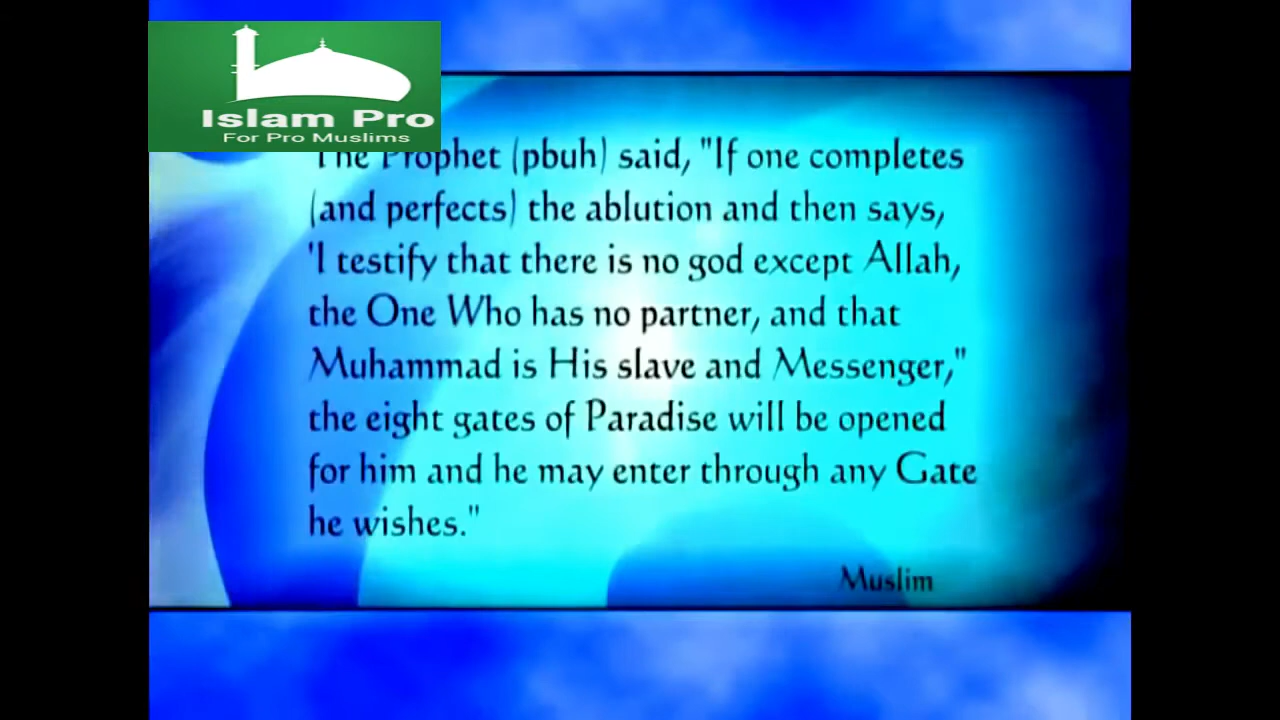 Islam Pro
For Pro Muslims
The Prophet (pbuh) said, "If one completes
(and perfects) the ablution and then says,
'I testify that there is no god except Allah,
the One Who has no partner, and that
Muhammad is His slave and Messenger,"
the eight gates of Paradise will be opened
for him and he may enter through any Gate
he wishes."
Muslim